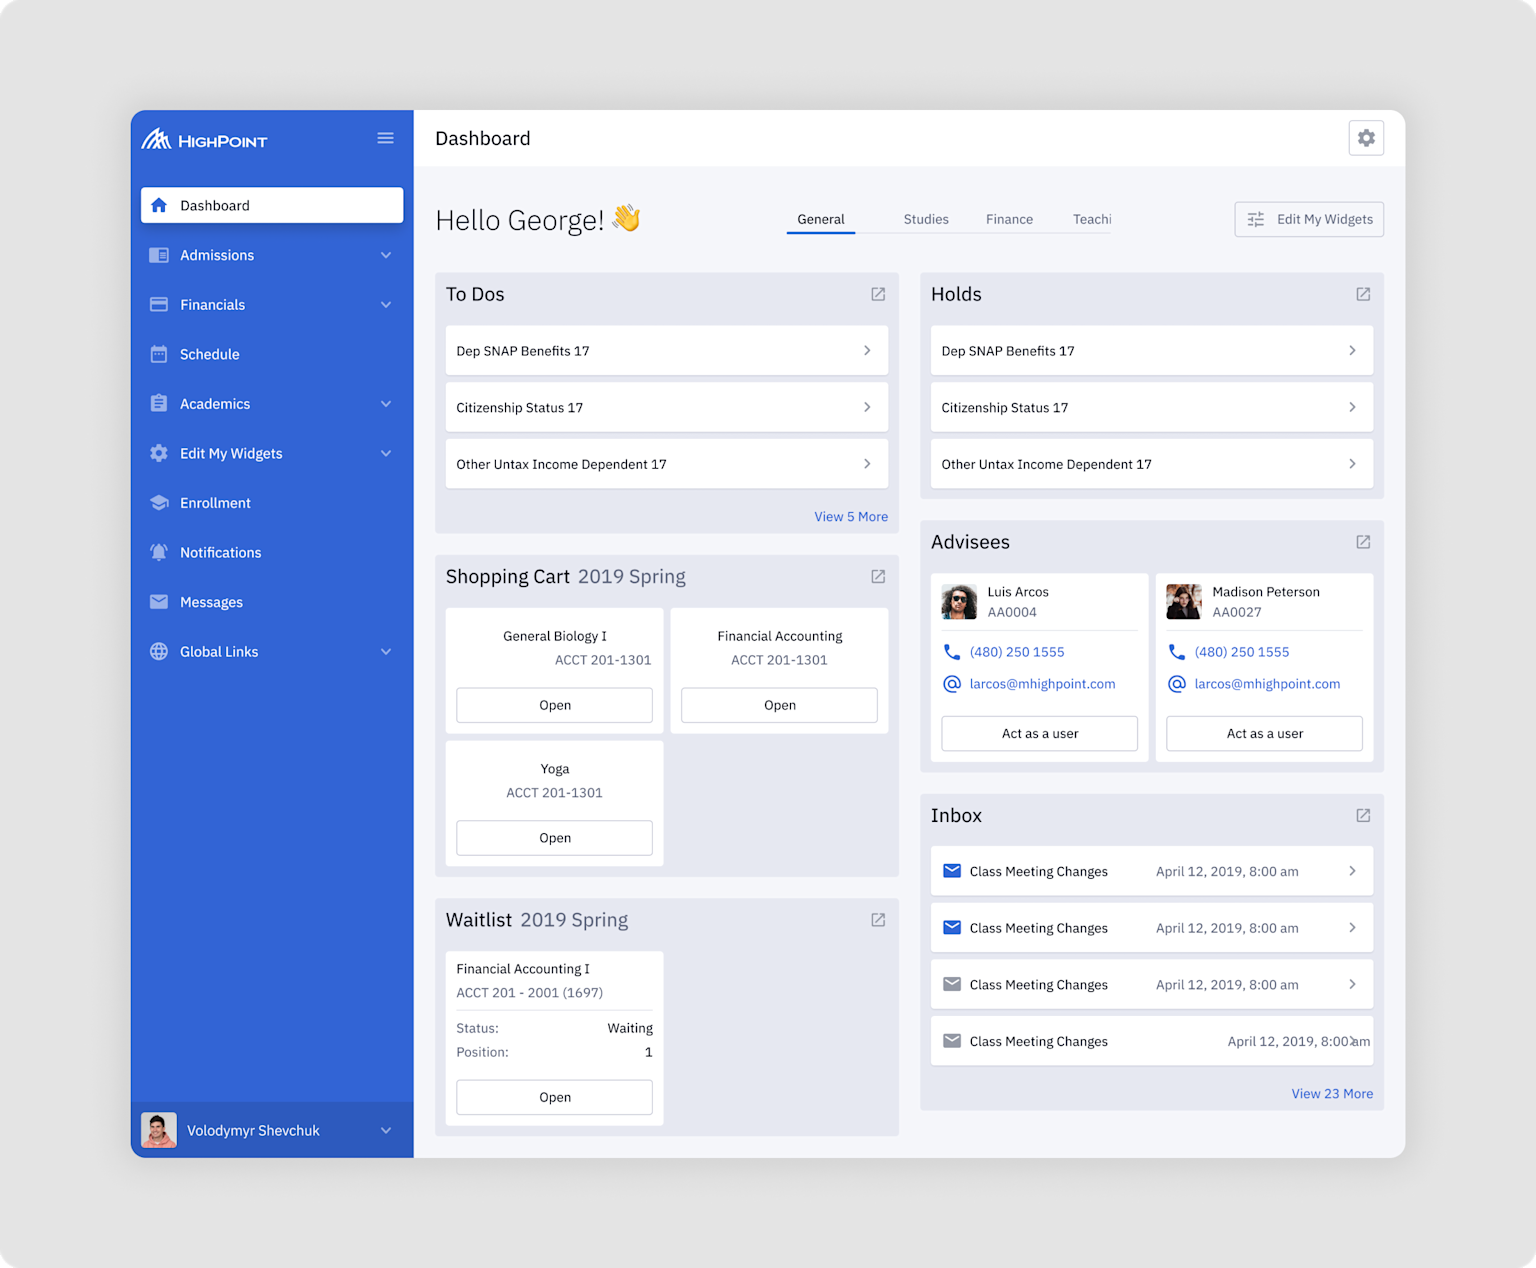 HIGHPOINT
Dashboard
Admissions
Financials
Schedule
Academics
Edit My Widgets
Enrollment
Notifications
Messages
Global Links
Volodymyr Shevchuk
Dashboard
Hello George! 👋
General
Studies
Finance
Teachi
Edit My Widgets
To Dos
Dep SNAP Benefits 17
Citizenship Status 17
Other Untax Income Dependent 17
View 5 More
Shopping Cart 2019 Spring
General Biology I
ACCT 201-1301
Open
Financial Accounting
ACCT 201-1301
Open
Yoga
ACCT 201-1301
Open
Waitlist 2019 Spring
Financial Accounting I
ACCT 201 - 2001 (1697)
Status: Waiting
Position: 1
Open
Holds
Dep SNAP Benefits 17
Citizenship Status 17
Other Untax Income Dependent 17
Advisees
Luis Arcos
AA0004
(480) 250 1555
larcos@mhighpoint.com
Act as a user
Madison Peterson
AA0027
(480) 250 1555
larcos@mhighpoint.com
Act as a user
Inbox
Class Meeting Changes April 12, 2019, 8:00 am
Class Meeting Changes April 12, 2019, 8:00 am
Class Meeting Changes April 12, 2019, 8:00 am
Class Meeting Changes April 12, 2019, 8:00 am
View 23 More